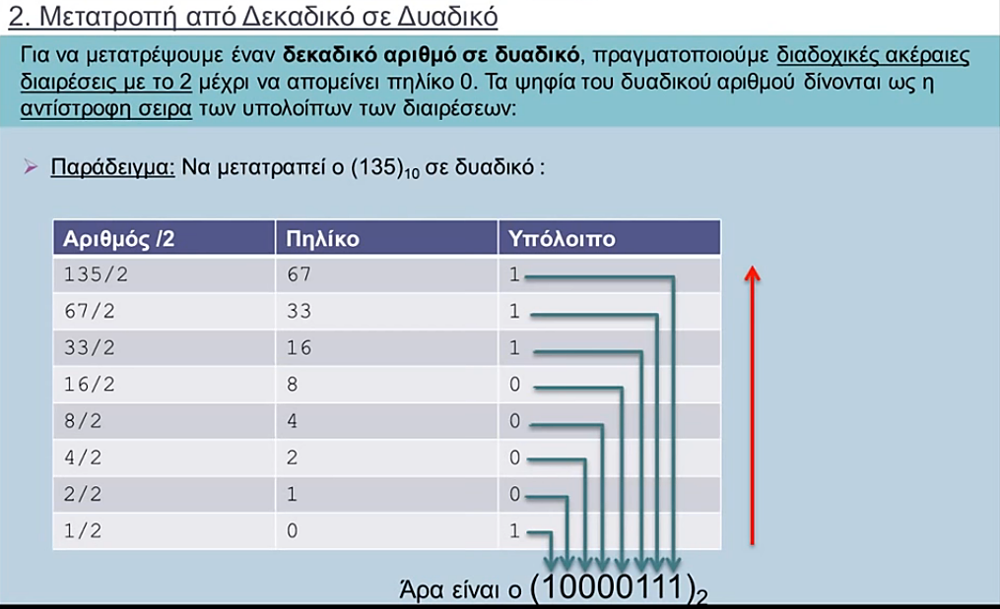 2. Μετατροπή από Δεκαδικό σε Δυαδικό
Για να μετατρέψουμε έναν δεκαδικό αριθμό σε δυαδικό, πραγματοποιούμε διαδοχικές ακέραιες
διαιρέσεις με το 2 μέχρι να απομείνει πηλίκο 0. Τα ψηφία του δυαδικού αριθμού δίνονται ως η
αντίστροφη σειρα των υπολοίπων των διαιρέσεων:
Παράδειγμα: Να μετατραπεί ο (135)₁₀ σε δυαδικό :
Αριθμός /2 Πηλίκο Υπόλοιπο
135/2 67 1
67/2 33 1
33/2 16 1
16/2 8 0
8/2 4 0
4/2 2 0
2/2 1 0
1/2 0 1
Άρα είναι ο (10000111)₂